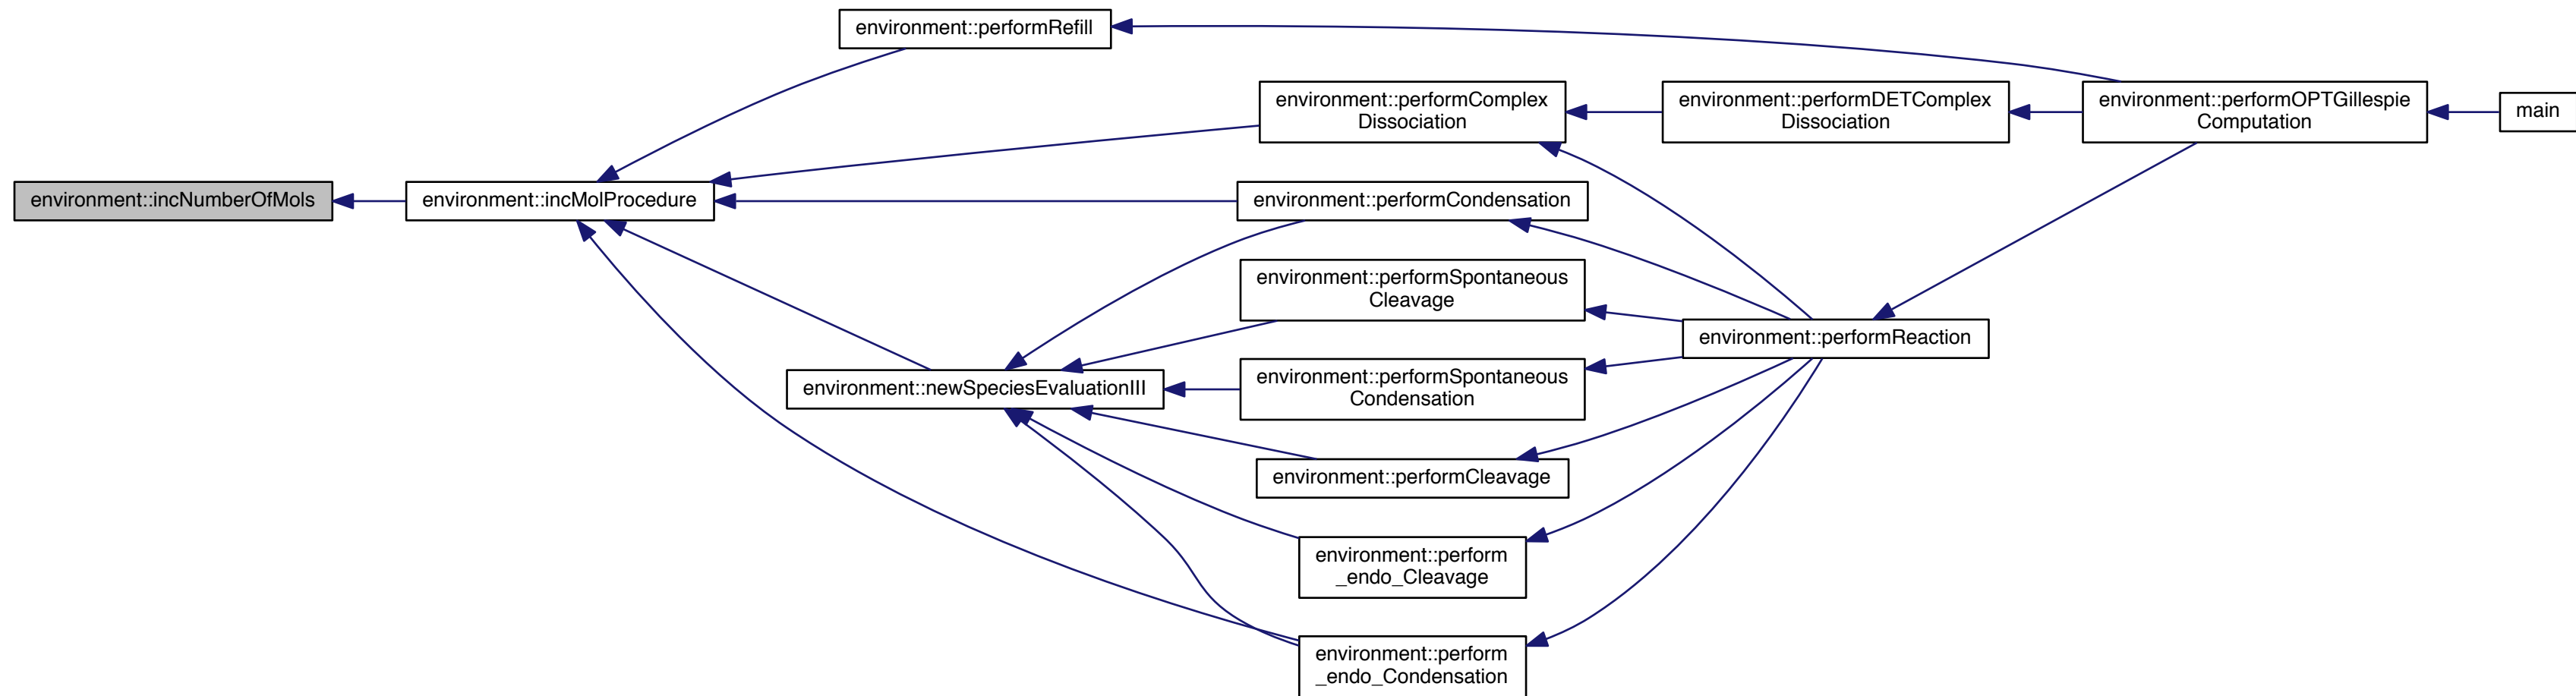 environment::performRefill
environment::performComplex
Dissociation
environment::performDETComplex
Dissociation
environment::performOPTGillespie
Computation
main
environment::incNumberOfMols
environment::incMolProcedure
environment::performCondensation
environment::performSpontaneous
Cleavage
environment::performReaction
environment::newSpeciesEvaluationIII
environment::performSpontaneous
Condensation
environment::performCleavage
environment::perform
_endo_Cleavage
environment::perform
_endo_Condensation